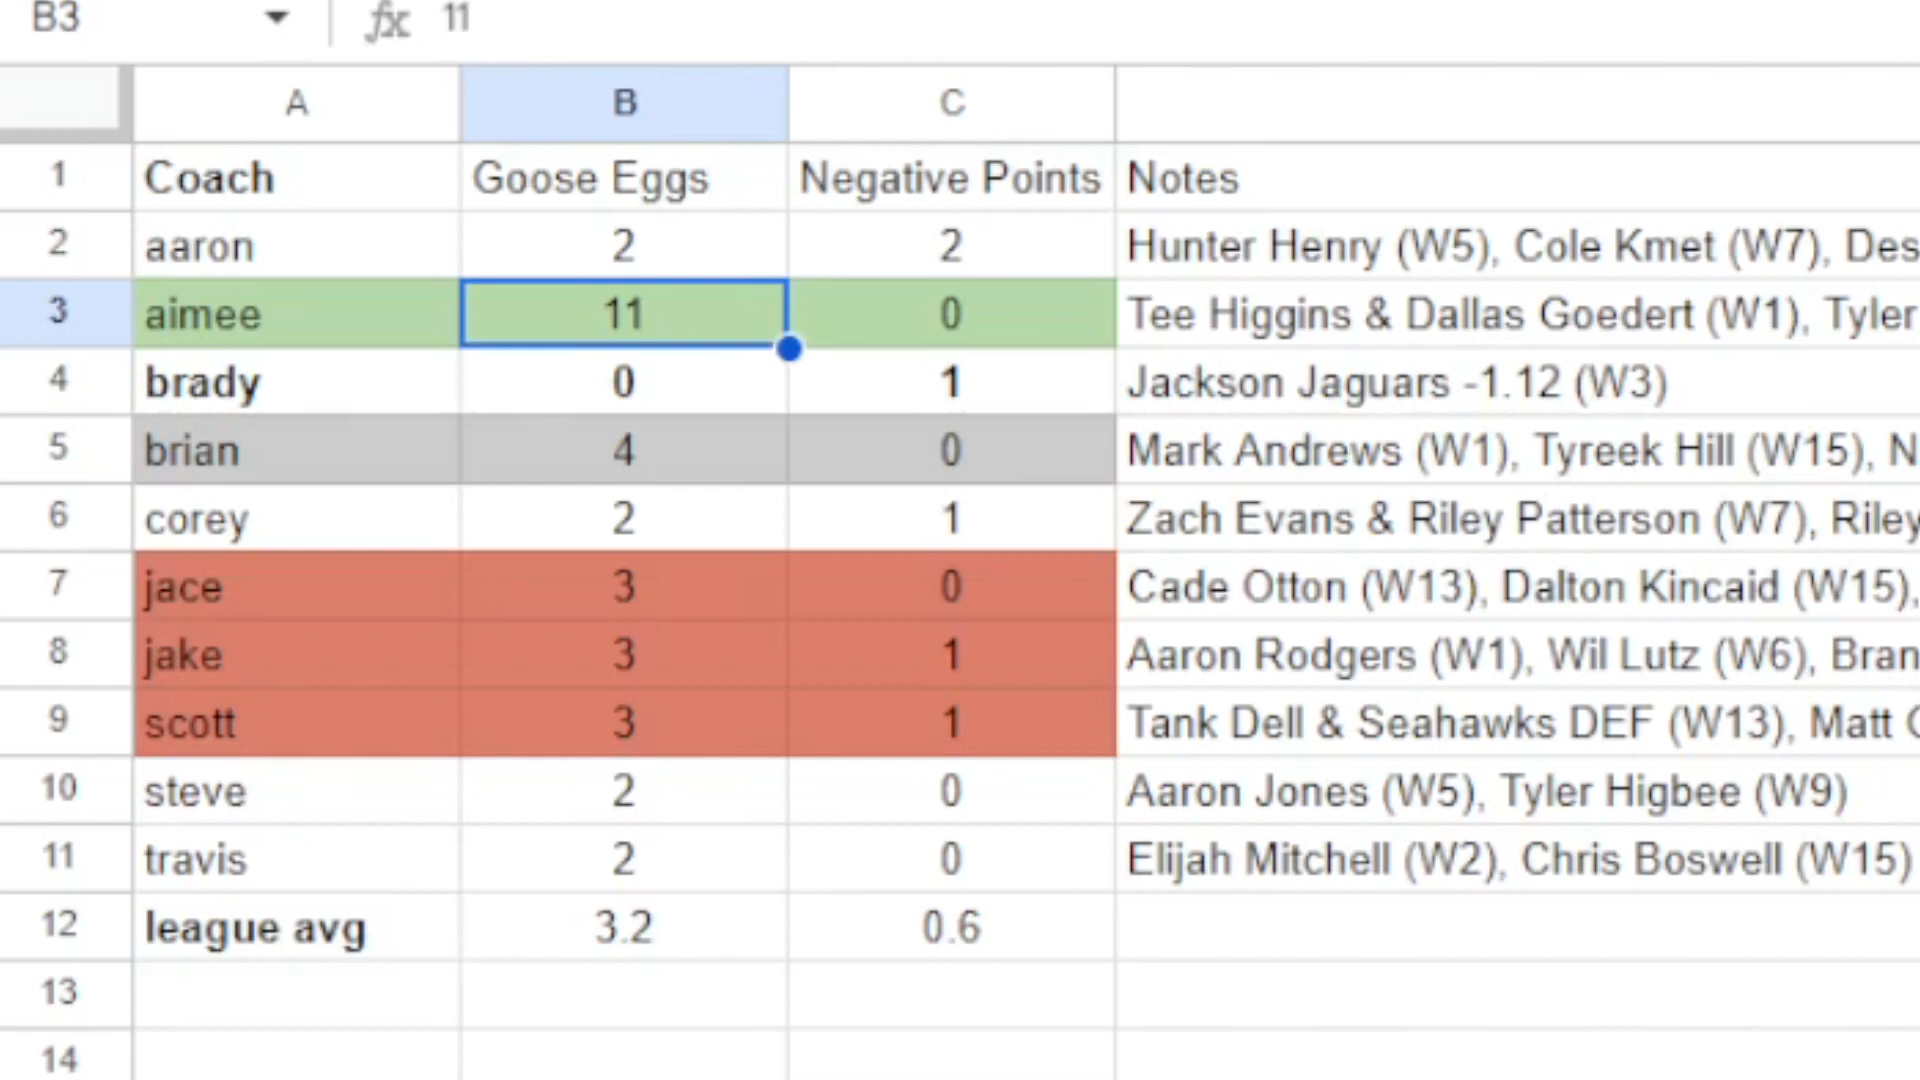 B3 fx 11
A B C
1 Coach Goose Eggs Negative Points Notes
2 aaron 2 2 Hunter Henry (W5), Cole Kmet (W7), Des
3 aimee 11 0 Tee Higgins & Dallas Goedert (W1), Tyler
4 brady 0 1 Jackson Jaguars -1.12 (W3)
5 brian 4 0 Mark Andrews (W1), Tyreek Hill (W15), N
6 corey 2 1 Zach Evans & Riley Patterson (W7), Riley
7 jace 3 0 Cade Otton (W13), Dalton Kincaid (W15),
8 jake 3 1 Aaron Rodgers (W1), Wil Lutz (W6), Bran
9 scott 3 1 Tank Dell & Seahawks DEF (W13), Matt
10 steve 2 0 Aaron Jones (W5), Tyler Higbee (W9)
11 travis 2 0 Elijah Mitchell (W2), Chris Boswell (W15)
12 league avg 3.2 0.6
13
14